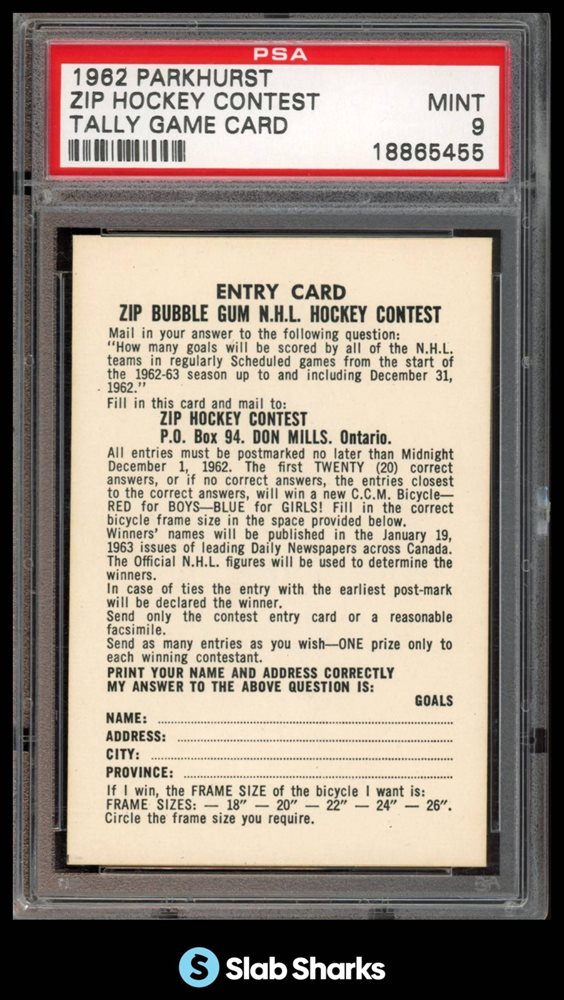 PSA
1962 PARKHURST
ZIP HOCKEY CONTEST MINT
TALLY GAME CARD 9
18865455
ENTRY CARD
ZIP BUBBLE GUM N.H.L. HOCKEY CONTEST
Mail in your answer to the following question:
"How many goals will be scored by all of the N.H.L.
teams in regularly Scheduled games from the start of
the 1962-63 season up to and including December 31,
1962."
Fill in this card and mail to:
ZIP HOCKEY CONTEST
P.O. Box 94. DON MILLS. Ontario.
All entries must be postmarked no later than Midnight
December 1, 1962. The first TWENTY (20) correct
answers, or if no correct answers, the entries closest
to the correct answers, will win a new C.C.M. Bicycle—
RED for BOYS—BLUE for GIRLS! Fill in the correct
bicycle frame size in the space provided below.
Winners' names will be published in the January 19,
1963 issues of leading Daily Newspapers across Canada.
The Official N.H.L. figures will be used to determine the
winners.
In case of ties the entry with the earliest post-mark
will be declared the winner.
Send only the contest entry card or a reasonable
facsimile.
Send as many entries as you wish—ONE prize only to
each winning contestant.
PRINT YOUR NAME AND ADDRESS CORRECTLY
MY ANSWER TO THE ABOVE QUESTION IS:
GOALS
NAME:
ADDRESS:
CITY:
PROVINCE:
If I win, the FRAME SIZE of the bicycle I want is:
FRAME SIZES: — 18" — 20" — 22" — 24" — 26".
Circle the frame size you require.
S Slab Sharks